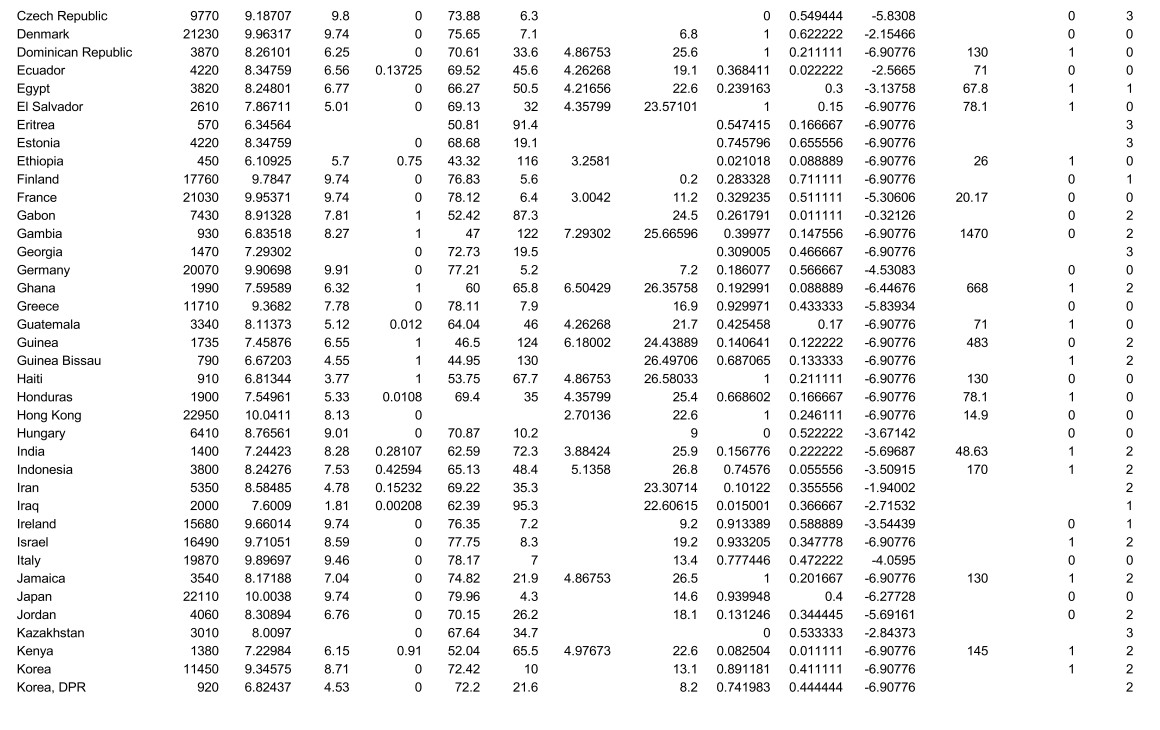 Czech Republic 9770 9.18707 9.8 0 73.88 6.3 0 0.549444 -5.8308 0 3
Denmark 21230 9.96317 9.74 0 75.65 7.1 6.8 1 0.622222 -2.15466 0 0
Dominican Republic 3870 8.26101 6.25 0 70.61 33.6 4.86753 25.6 1 0.211111 -6.90776 130 1 0
Ecuador 4220 8.34759 6.56 0.13725 69.52 45.6 4.26268 19.1 0.368411 0.022222 -2.5665 71 0 0
Egypt 3820 8.24801 6.77 0 66.27 50.5 4.21656 22.6 0.239163 0.3 -3.13758 67.8 1 1
El Salvador 2610 7.86711 5.01 0 69.13 32 4.35799 23.57101 1 0.15 -6.90776 78.1 1 0
Eritrea 570 6.34564 50.81 91.4 0.547415 0.166667 -6.90776 3
Estonia 4220 8.34759 0 68.68 19.1 0.745796 0.655556 -6.90776 3
Ethiopia 450 6.10925 5.7 0.75 43.32 116 3.2581 0.021018 0.088889 -6.90776 26 1 0
Finland 17760 9.7847 9.74 0 76.83 5.6 0.2 0.283328 0.711111 -6.90776 0 1
France 21030 9.95371 9.74 0 78.12 6.4 3.0042 11.2 0.329235 0.511111 -5.30606 20.17 0 0
Gabon 7430 8.91328 7.81 1 52.42 87.3 24.5 0.261791 0.011111 -0.32126 0 2
Gambia 930 6.83518 8.27 1 47 122 7.29302 25.66596 0.39977 0.147556 -6.90776 1470 0 2
Georgia 1470 7.29302 0 72.73 19.5 0.309005 0.466667 -6.90776 3
Germany 20070 9.90698 9.91 0 77.21 5.2 7.2 0.186077 0.566667 -4.53083 0 0
Ghana 1990 7.59589 6.32 1 60 65.8 6.50429 26.35758 0.192991 0.088889 -6.44676 668 1 2
Greece 11710 9.3682 7.78 0 78.11 7.9 16.9 0.929971 0.433333 -5.83934 0 0
Guatemala 3340 8.11373 5.12 0.012 64.04 46 4.26268 21.7 0.425458 0.17 -6.90776 71 1 0
Guinea 1735 7.45876 6.55 1 46.5 124 6.18002 24.43889 0.140641 0.122222 -6.90776 483 0 2
Guinea Bissau 790 6.67203 4.55 1 44.95 130 26.49706 0.687065 0.133333 -6.90776 1 2
Haiti 910 6.81344 3.77 1 53.75 67.7 4.86753 26.58033 1 0.211111 -6.90776 130 0 0
Honduras 1900 7.54961 5.33 0.0108 69.4 35 4.35799 25.4 0.668602 0.166667 -6.90776 78.1 1 0
Hong Kong 22950 10.0411 8.13 0 2.70136 22.6 1 0.246111 -6.90776 14.9 0 0
Hungary 6410 8.76561 9.01 0 70.87 10.2 9 0 0.522222 -3.67142 0 0
India 1400 7.24423 8.28 0.28107 62.59 72.3 3.88424 25.9 0.156776 0.222222 -5.69687 48.63 1 2
Indonesia 3800 8.24276 7.53 0.42594 65.13 48.4 5.1358 26.8 0.74576 0.055556 -3.50915 170 1 2
Iran 5350 8.58485 4.78 0.15232 69.22 35.3 23.30714 0.10122 0.355556 -1.94002 2
Iraq 2000 7.6009 1.81 0.00208 62.39 95.3 22.60615 0.015001 0.366667 -2.71532 1
Ireland 15680 9.66014 9.74 0 76.35 7.2 9.2 0.913389 0.588889 -3.54439 0 1
Israel 16490 9.71051 8.59 0 77.75 8.3 19.2 0.933205 0.347778 -6.90776 1 2
Italy 19870 9.89697 9.46 0 78.17 7 13.4 0.777446 0.472222 -4.0595 0 0
Jamaica 3540 8.17188 7.04 0 74.82 21.9 4.86753 26.5 1 0.201667 -6.90776 130 1 2
Japan 22110 10.0038 9.74 0 79.96 4.3 14.6 0.939948 0.4 -6.27728 0 0
Jordan 4060 8.30894 6.76 0 70.15 26.2 18.1 0.131246 0.344445 -5.69161 0 2
Kazakhstan 3010 8.0097 0 67.64 34.7 0 0.533333 -2.84373 3
Kenya 1380 7.22984 6.15 0.91 52.04 65.5 4.97673 22.6 0.082504 0.011111 -6.90776 145 1 2
Korea 11450 9.34575 8.71 0 72.42 10 13.1 0.891181 0.411111 -6.90776 1 2
Korea, DPR 920 6.82437 4.53 0 72.2 21.6 8.2 0.741983 0.444444 -6.90776 2